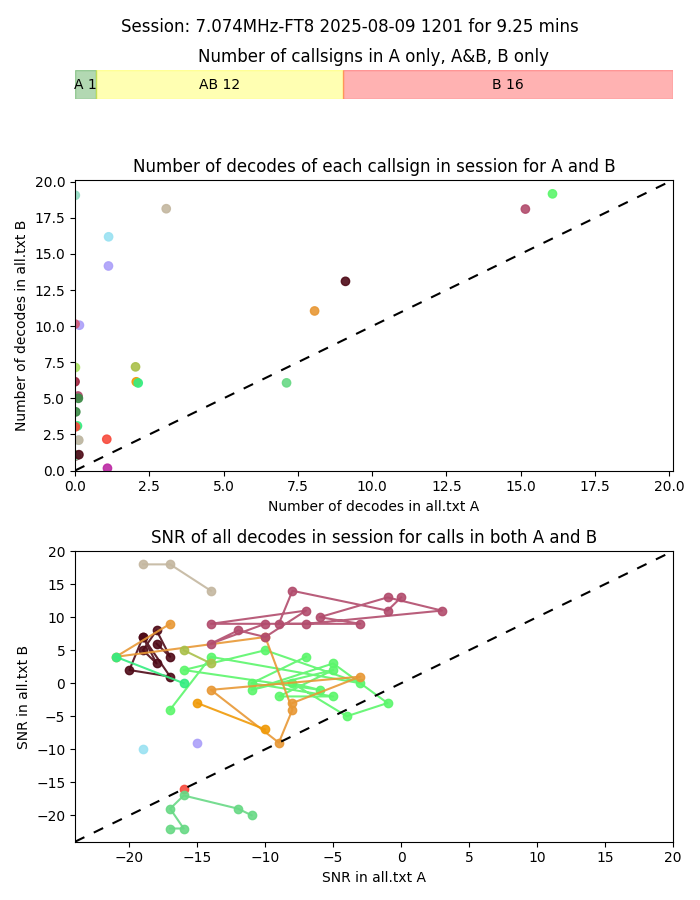 Session: 7.074MHz-FT8 2025-08-09 1201 for 9.25 mins
Number of callsigns in A only, A&B, B only
A 1 AB 12 B 16
Number of decodes of each callsign in session for A and B
20.0
17.5
15.0
12.5
10.0
7.5
5.0
2.5
0.0
Number of decodes in all.txt B
0.0 2.5 5.0 7.5 10.0 12.5 15.0 17.5 20.0
Number of decodes in all.txt A
SNR of all decodes in session for calls in both A and B
20
15
10
5
0
−5
−10
−15
−20
SNR in all.txt B
−20 −15 −10 −5 0 5 10 15 20
SNR in all.txt A